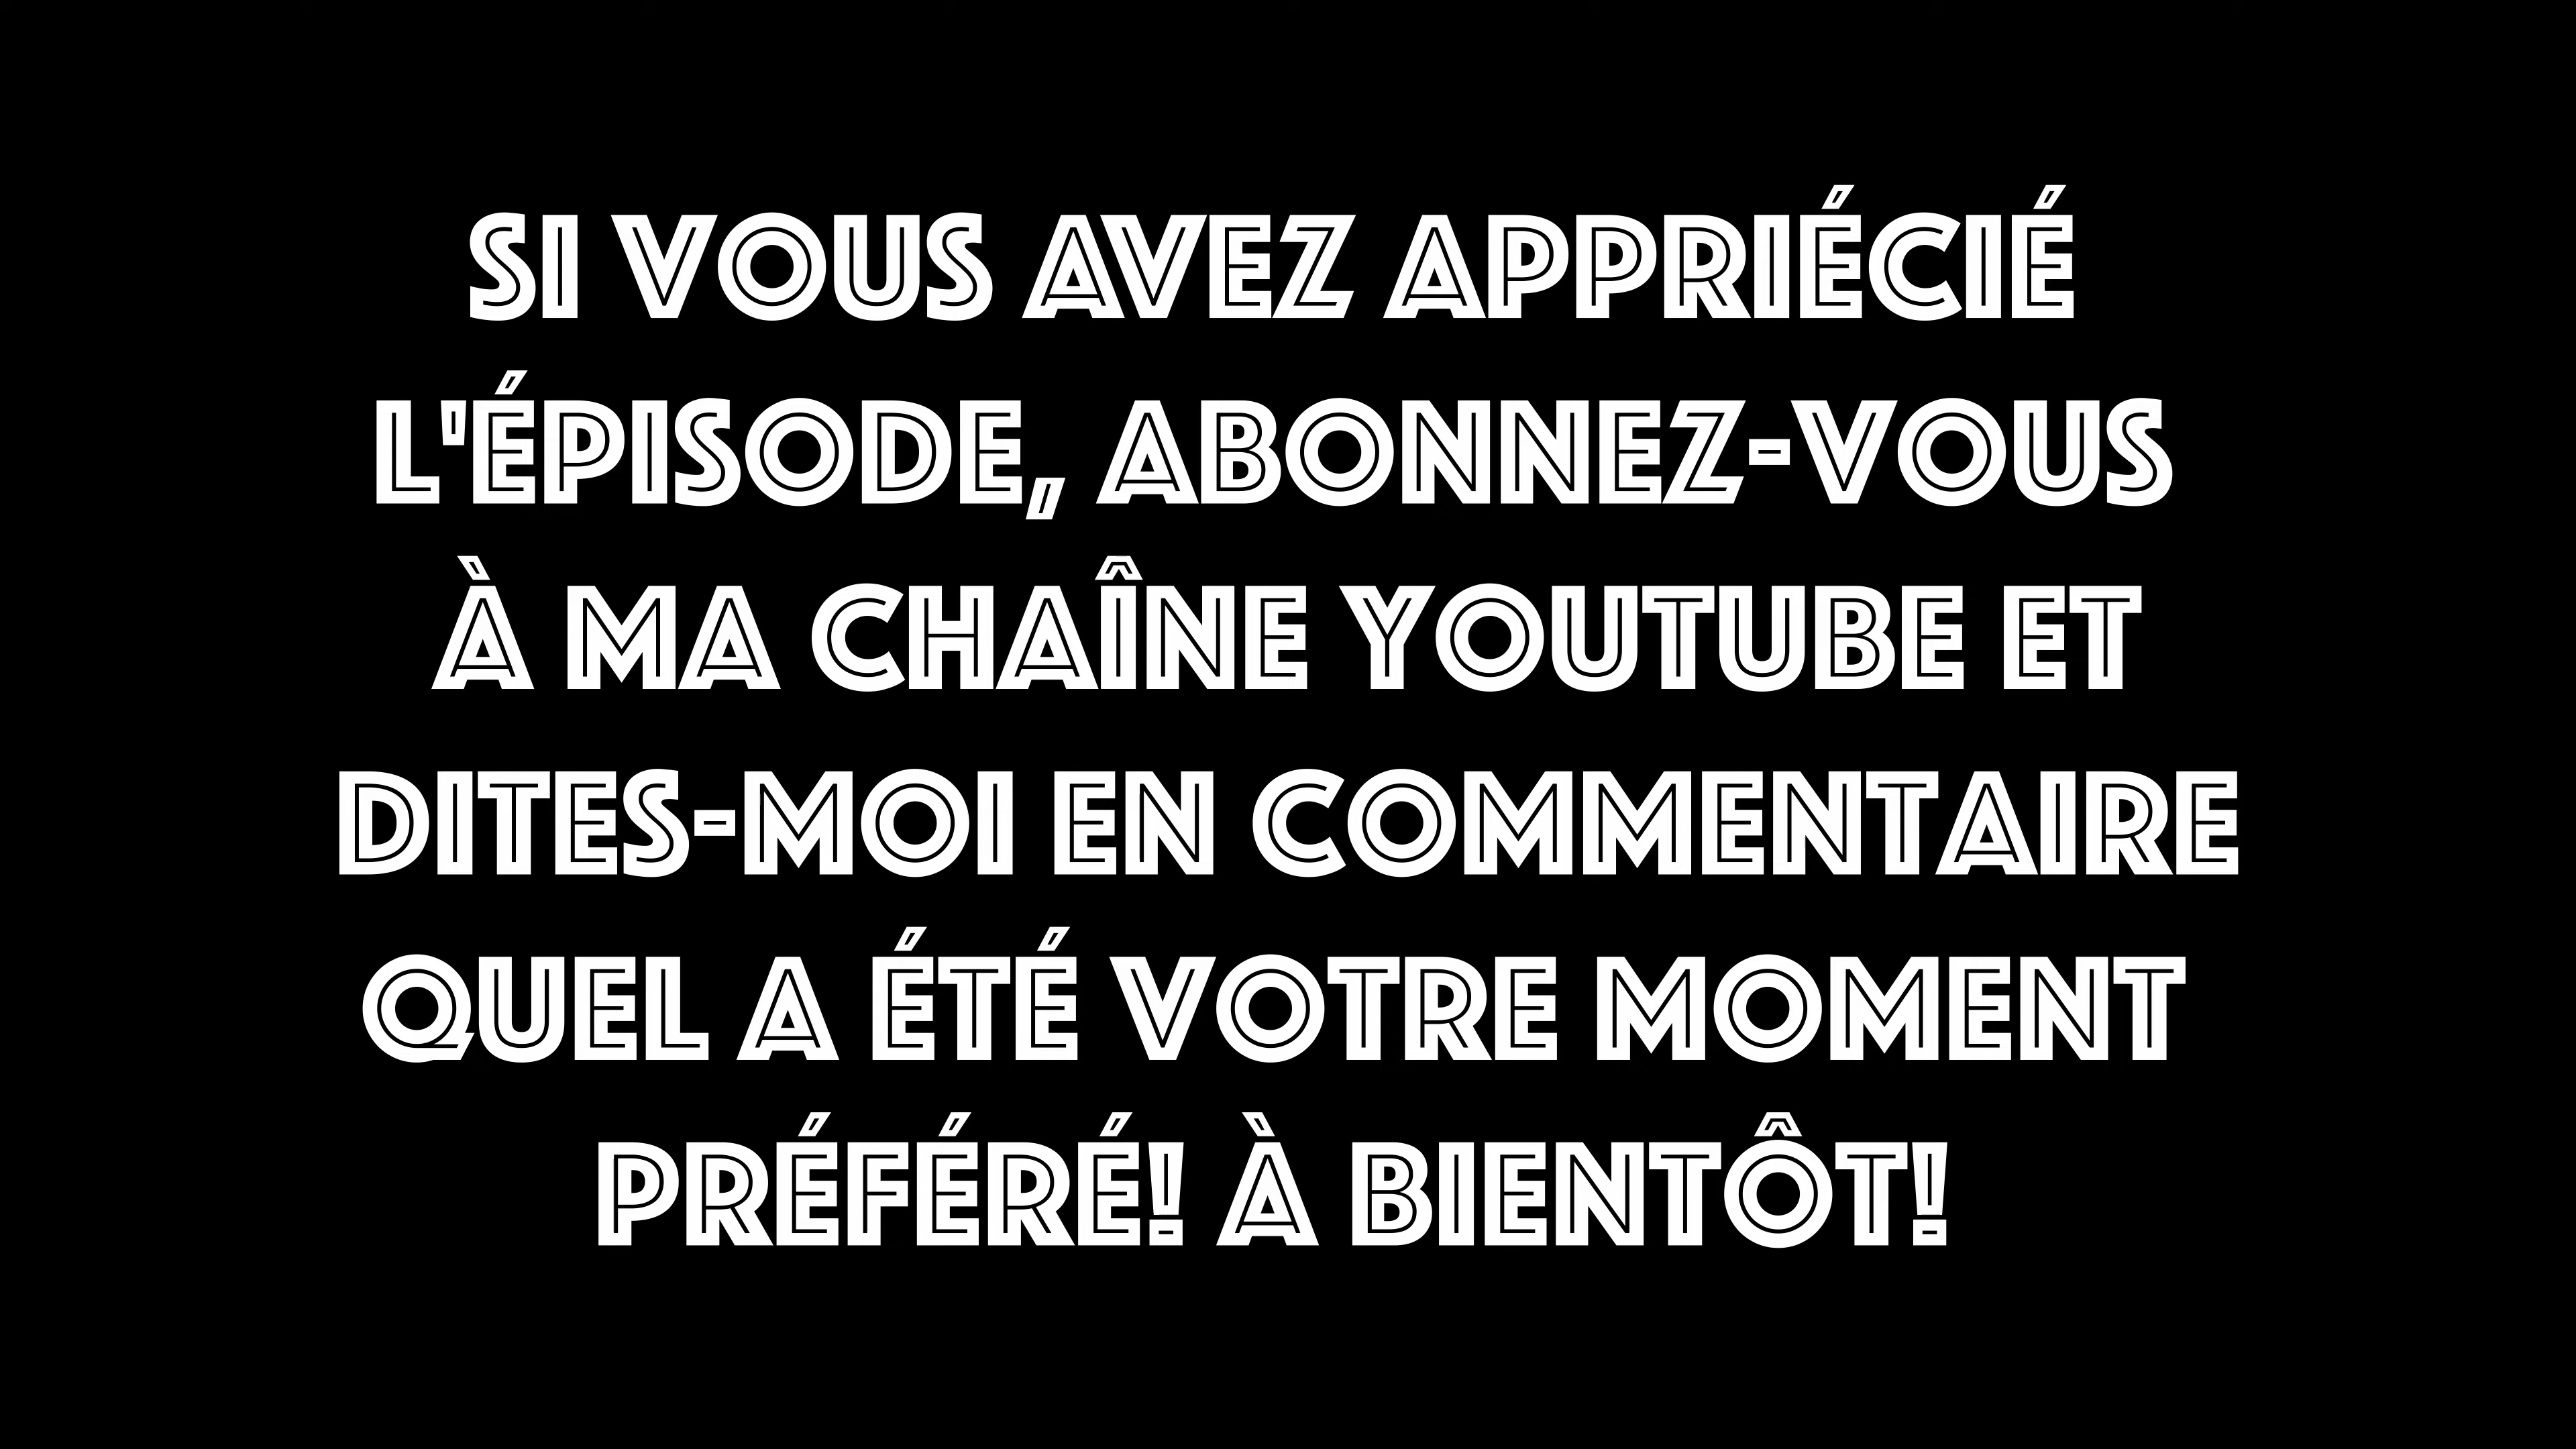 SI VOUS AVEZ APPRIÉCIÉ
L'ÉPISODE, ABONNEZ-VOUS
À MA CHAÎNE YOUTUBE ET
DITES-MOI EN COMMENTAIRE
QUEL A ÉTÉ VOTRE MOMENT
PRÉFÉRÉ! À BIENTÔT!